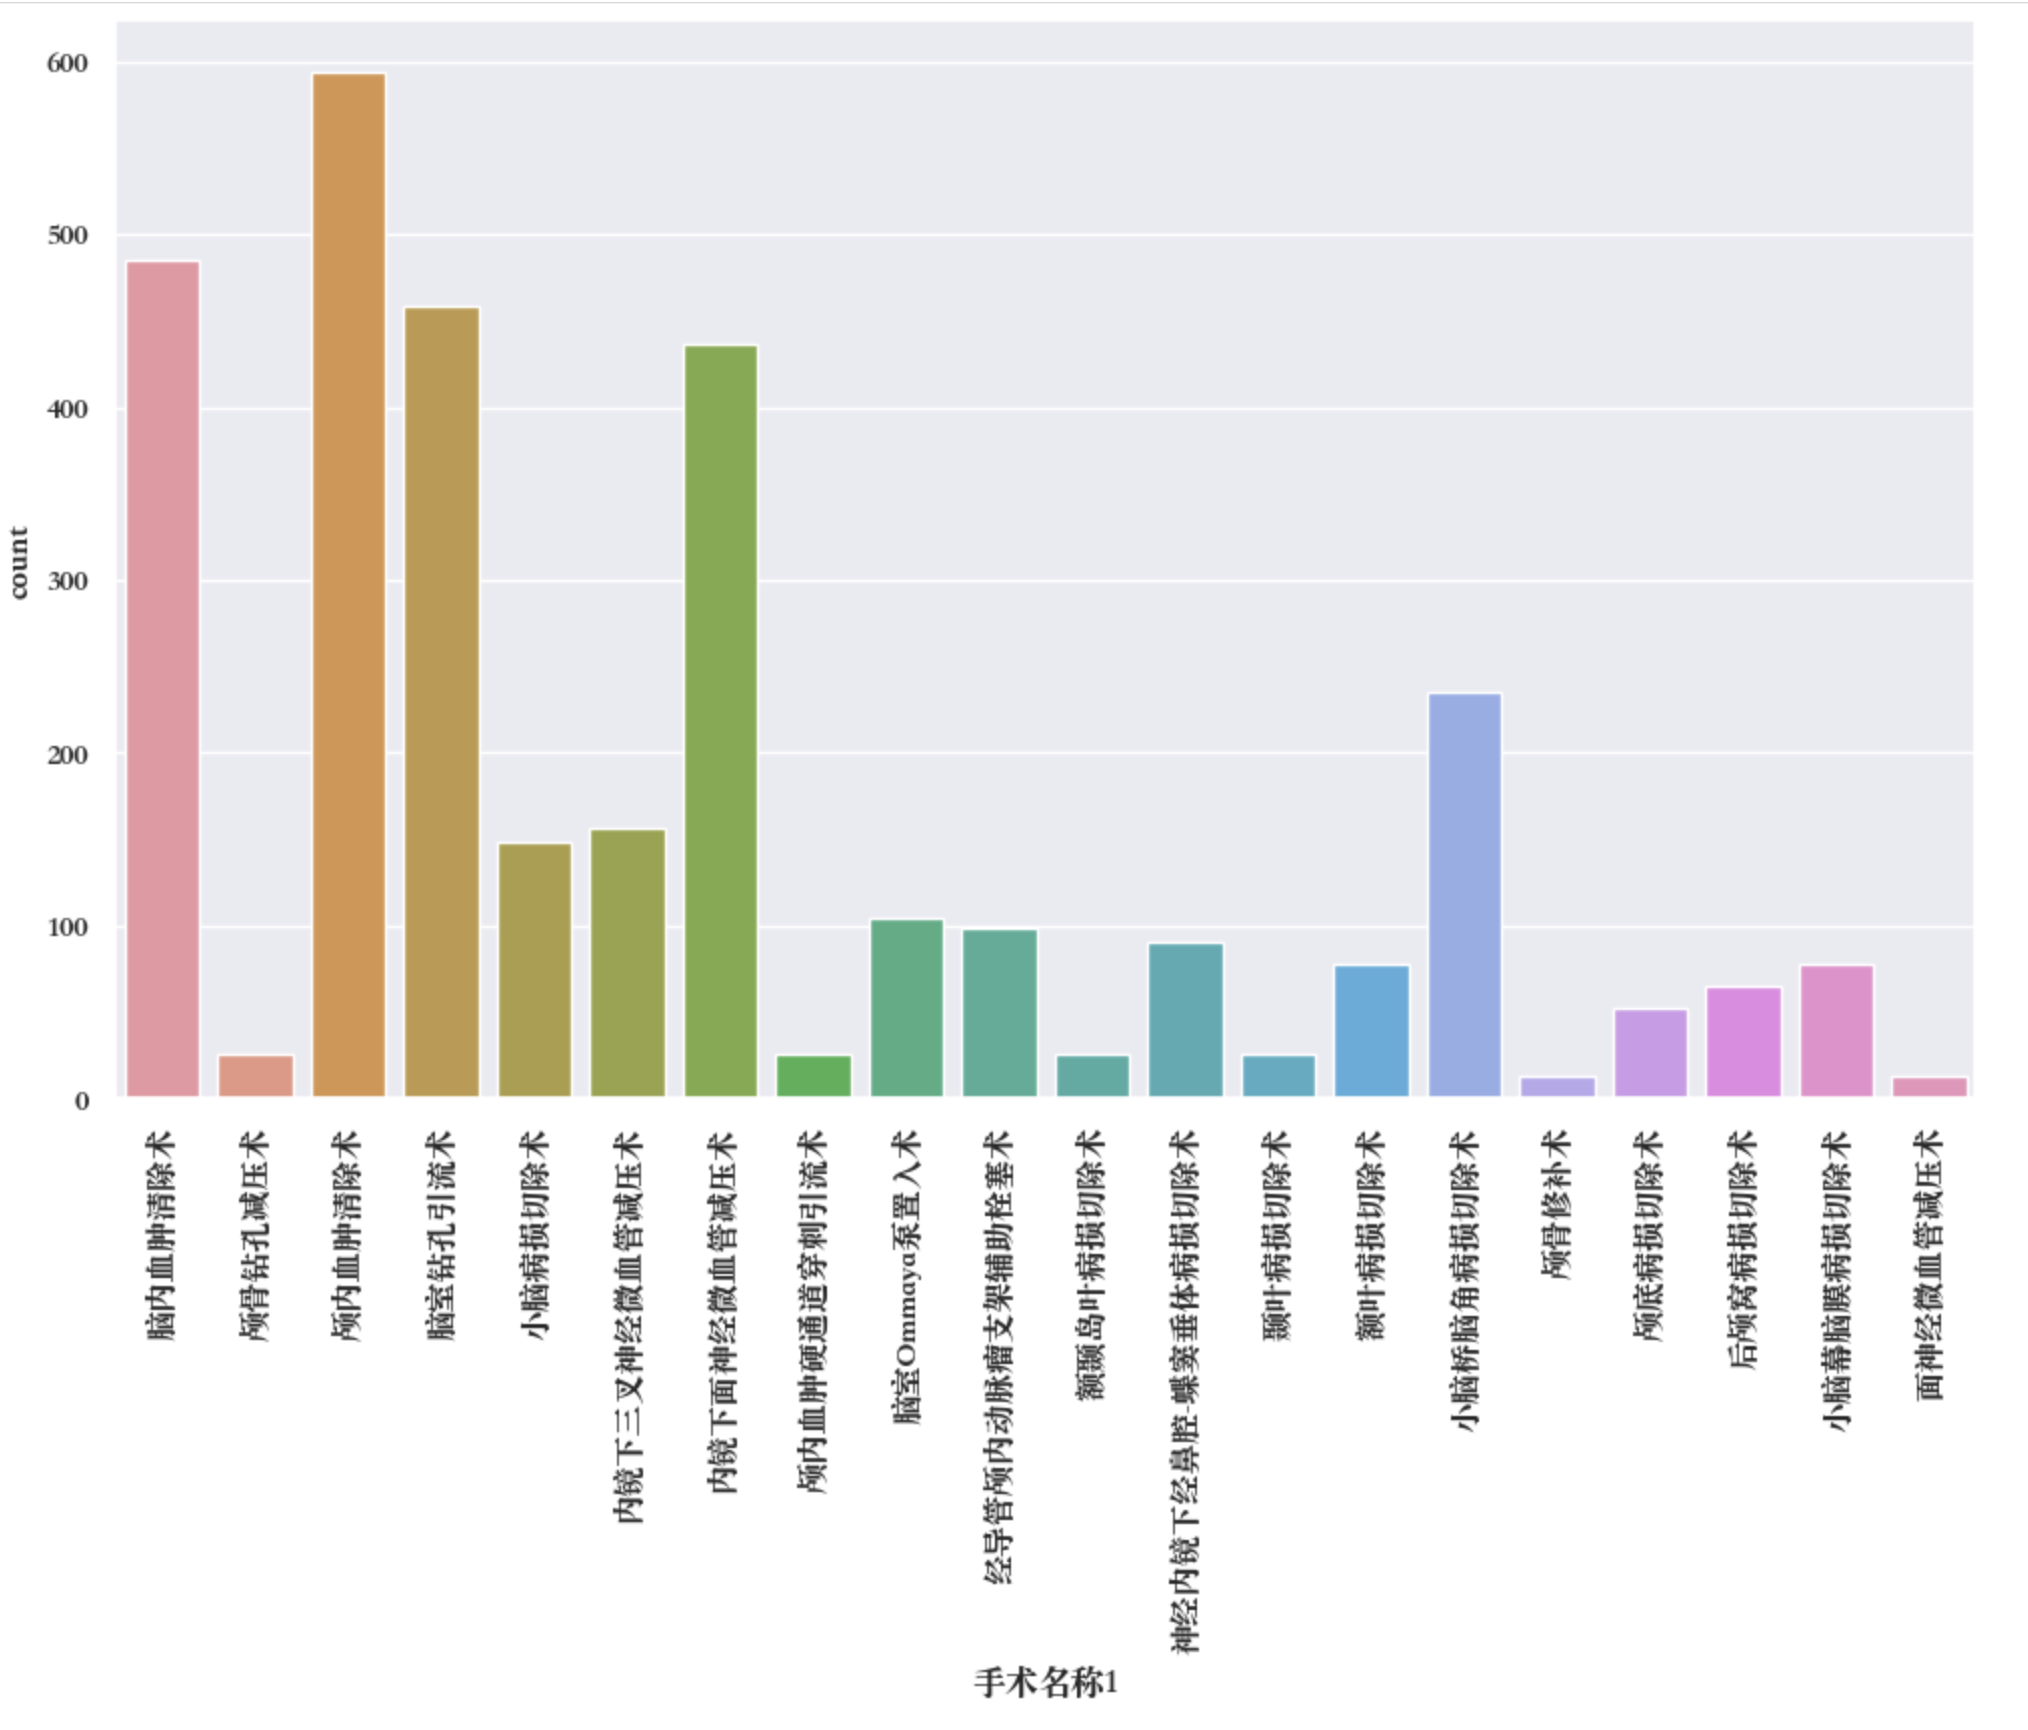 600
500
400
300
200
100
0
count
脑内血肿清除术
颅骨钻孔减压术
颅内血肿清除术
脑室钻孔引流术
小脑病损切除术
内镜下三叉神经微血管减压术
内镜下面神经微血管减压术
颅内血肿硬通道穿刺引流术
脑室Ommaya泵置入术
经导管颅内动脉瘤支架辅助栓塞术
额颞岛叶病损切除术
神经内镜下经鼻腔-蝶窦垂体病损切除术
颞叶病损切除术
额叶病损切除术
小脑桥脑角病损切除术
颅骨修补术
颅底病损切除术
后颅窝病损切除术
小脑幕脑膜病损切除术
面神经微血管减压术
手术名称1